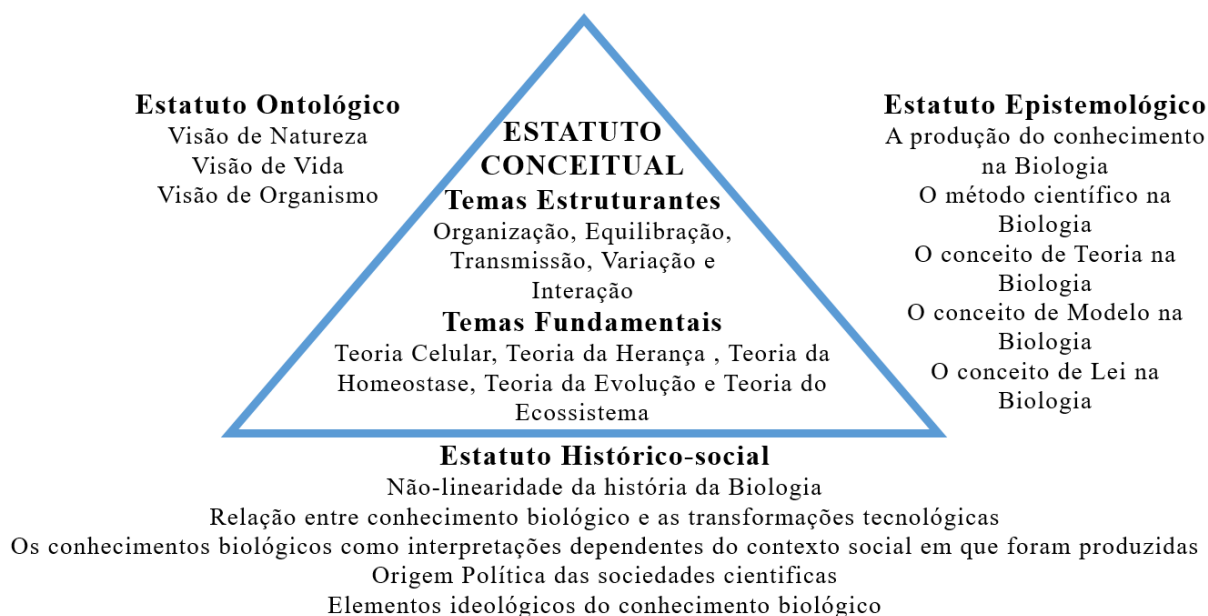 Estatuto Ontológico
Visão de Natureza
Visão de Vida
Visão de Organismo
ESTATUTO
CONCEITUAL
Temas Estruturantes
Organização, Equilibração,
Transmissão, Variação e
Interação
Temas Fundamentais
Teoria Celular, Teoria da Herança , Teoria da
Homeostase, Teoria da Evolução e Teoria do
Ecossistema
Estatuto Epistemológico
A produção do conhecimento
na Biologia
O método científico na
Biologia
O conceito de Teoria na
Biologia
O conceito de Modelo na
Biologia
O conceito de Lei na
Biologia
Estatuto Histórico-social
Não-linearidade da história da Biologia
Relação entre conhecimento biológico e as transformações tecnológicas
Os conhecimentos biológicos como interpretações dependentes do contexto social em que foram produzidas
Origem Política das sociedades cientificas
Elementos ideológicos do conhecimento biológico